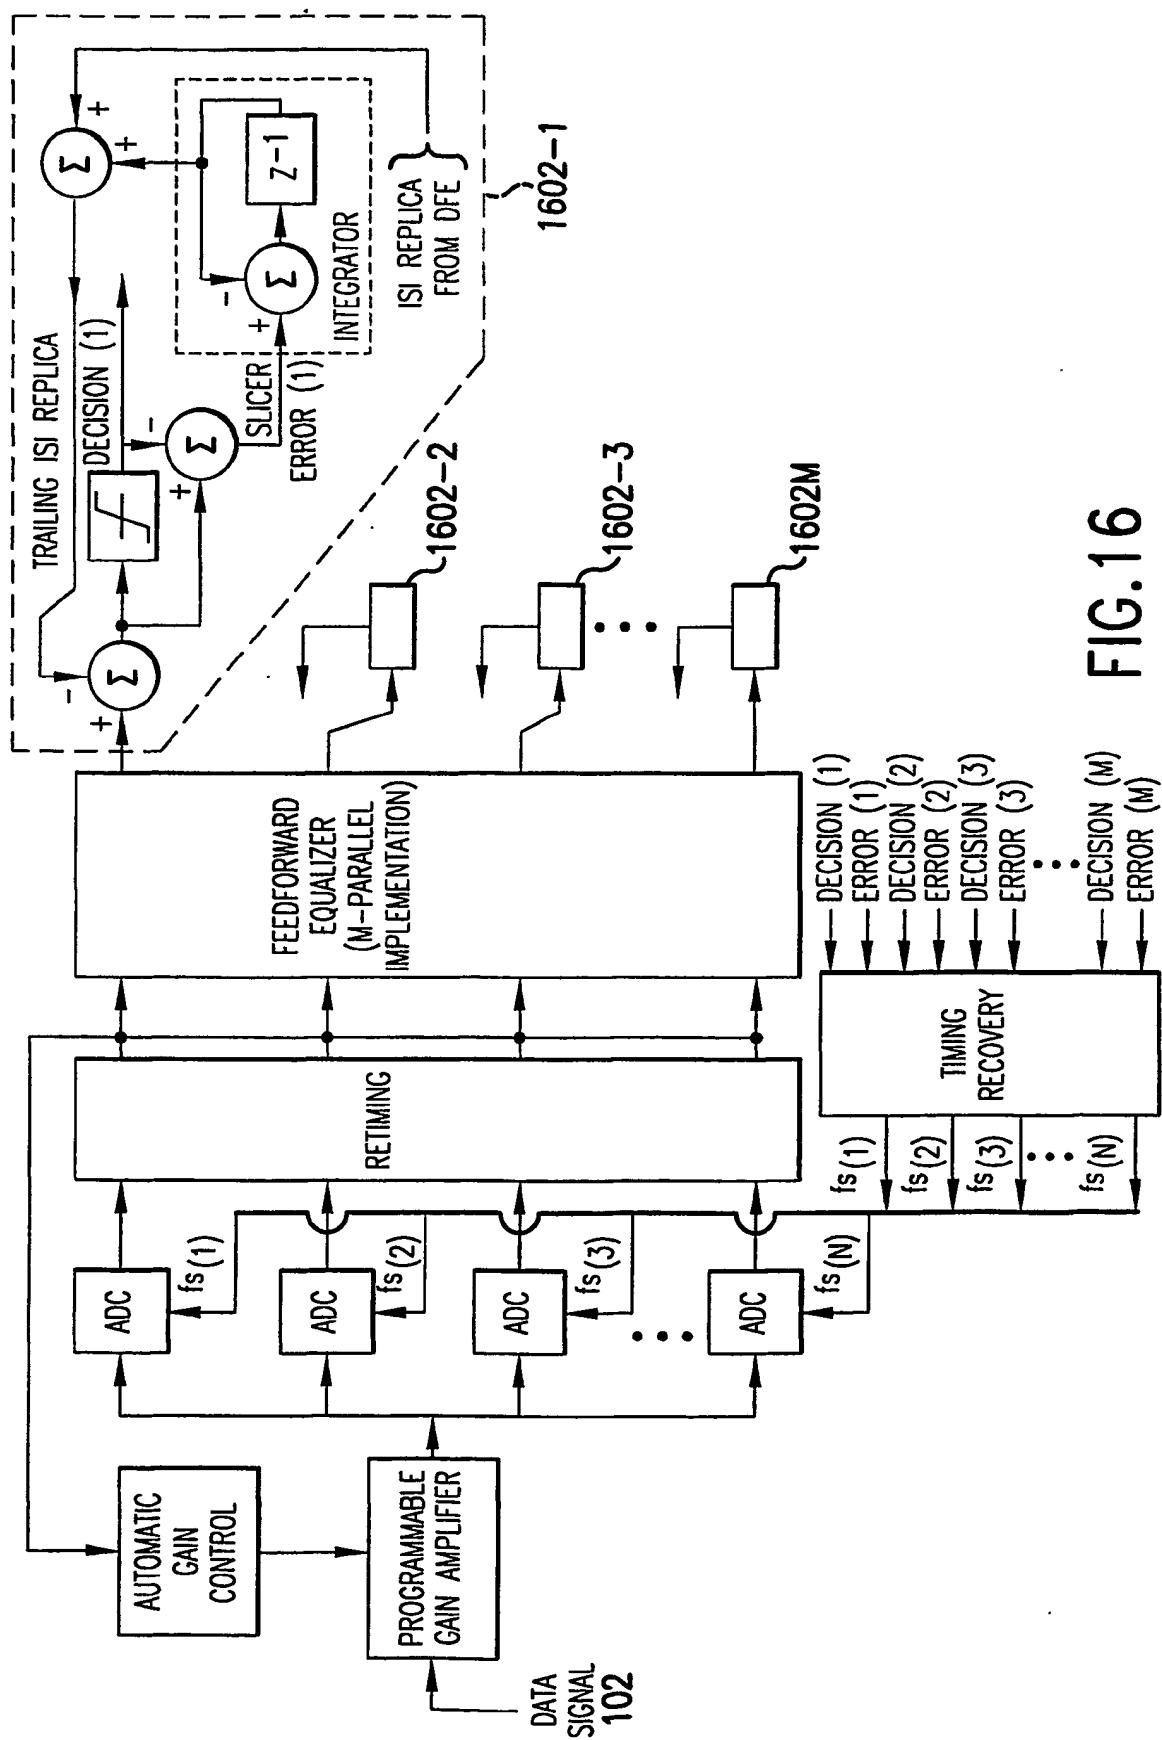 TRAILING ISI REPLICA
DECISION (1)
SLICER
ERROR (1)
INTEGRATOR
Z-1
ISI REPLICA
FROM DFE
Σ
Σ
Σ
Σ
+
-
+
-
+
-
+
+
1602-1
1602-2
1602-3
1602M
FEEDFORWARD
EQUALIZER
(M-PARALLEL
IMPLEMENTATION)
RETIMING
ADC
fs(1)
ADC
fs(2)
ADC
fs(3)
ADC
fs(N)
AUTOMATIC
GAIN
CONTROL
PROGRAMMABLE
GAIN AMPLIFIER
DATA
SIGNAL
102
TIMING
RECOVERY
fs(1)
fs(2)
fs(3)
fs(N)
DECISION (1)
ERROR (1)
DECISION (2)
ERROR (2)
DECISION (3)
ERROR (3)
DECISION (M)
ERROR (M)
FIG.16